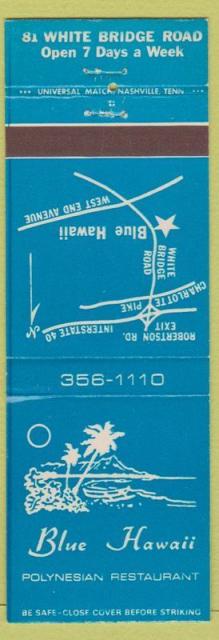 81 WHITE BRIDGE ROAD
Open 7 Days a Week
UNIVERSAL MATCH, NASHVILLE, TENN
N
ROBERTSON RD.
EXIT
INTERSTATE 40
CHARLOTTE PIKE
WHITE
BRIDGE
ROAD
Blue Hawaii
WEST END AVENUE
356-1110
Blue Hawaii
POLYNESIAN RESTAURANT
BE SAFE-CLOSE COVER BEFORE STRIKING